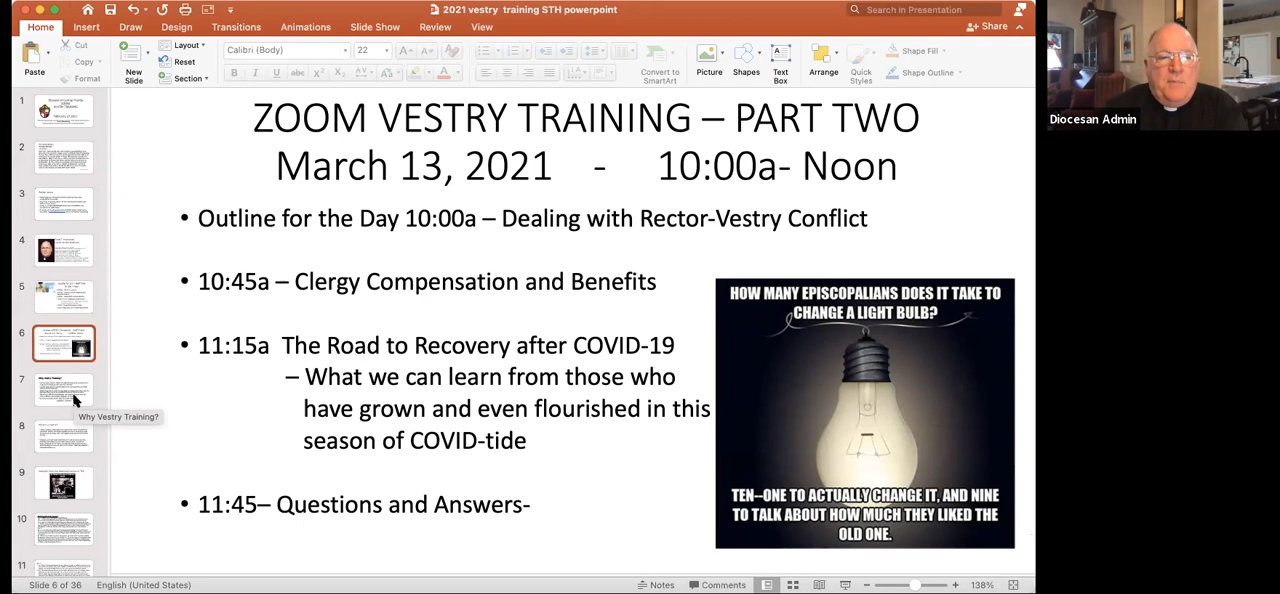 2021 vestry training STH powerpoint
Search in Presentation
Home Insert Draw Design Transitions Animations Slide Show Review View
Share
Paste
Cut
Copy
Format
New
Slide
Layout
Reset
Section
Calibri (Body) 22
Convert to
SmartArt
Picture
Shapes
Text
Box
Arrange
Quick
Styles
Shape Fill
Shape Outline
1
2
3
4
5
6
7
8
9
10
11
Why Vestry Training?
ZOOM VESTRY TRAINING – PART TWO
March 13, 2021 - 10:00a- Noon
• Outline for the Day 10:00a – Dealing with Rector-Vestry Conflict
• 10:45a – Clergy Compensation and Benefits
• 11:15a The Road to Recovery after COVID-19
– What we can learn from those who
have grown and even flourished in this
season of COVID-tide
• 11:45– Questions and Answers-
HOW MANY EPISCOPALIANS DOES IT TAKE TO
CHANGE A LIGHT BULB?
TEN--ONE TO ACTUALLY CHANGE IT, AND NINE
TO TALK ABOUT HOW MUCH THEY LIKED THE
OLD ONE.
Diocesan Admin
Slide 6 of 36 English (United States)
Notes Comments 138%